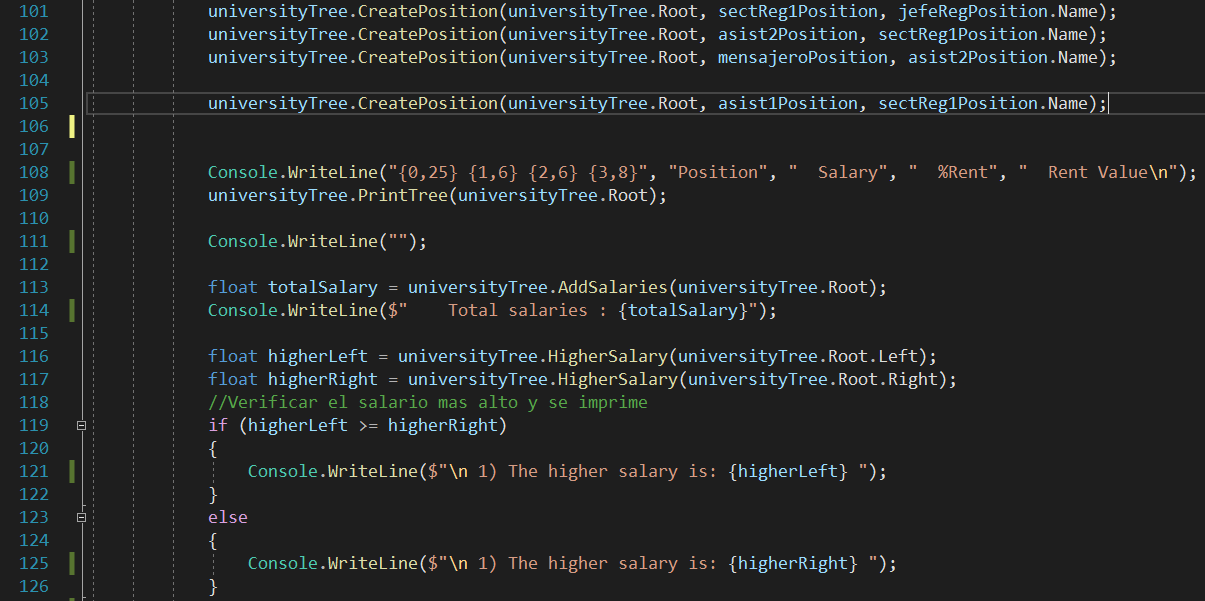 101 universityTree.CreatePosition(universityTree.Root, sectReg1Position, jefeRegPosition.Name);
102 universityTree.CreatePosition(universityTree.Root, asist2Position, sectReg1Position.Name);
103 universityTree.CreatePosition(universityTree.Root, mensajeroPosition, asist2Position.Name);
104
105 universityTree.CreatePosition(universityTree.Root, asist1Position, sectReg1Position.Name);
106
107
108 Console.WriteLine("{0,25} {1,6} {2,6} {3,8}", "Position", "  Salary", "  %Rent", "  Rent Value\n");
109 universityTree.PrintTree(universityTree.Root);
110
111 Console.WriteLine("");
112
113 float totalSalary = universityTree.AddSalaries(universityTree.Root);
114 Console.WriteLine($"    Total salaries : {totalSalary}");
115
116 float higherLeft = universityTree.HigherSalary(universityTree.Root.Left);
117 float higherRight = universityTree.HigherSalary(universityTree.Root.Right);
118 //Verificar el salario mas alto y se imprime
119 if (higherLeft >= higherRight)
120 {
121     Console.WriteLine($"\n 1) The higher salary is: {higherLeft} ");
122 }
123 else
124 {
125     Console.WriteLine($"\n 1) The higher salary is: {higherRight} ");
126 }